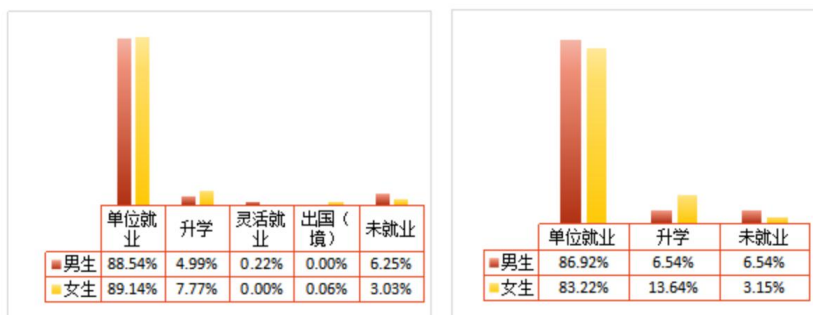 单位就业 升学 灵活就业 出国（境） 未就业
男生 88.54% 4.99% 0.22% 0.00% 6.25%
女生 89.14% 7.77% 0.00% 0.06% 3.03%
单位就业 升学 未就业
男生 86.92% 6.54% 6.54%
女生 83.22% 13.64% 3.15%